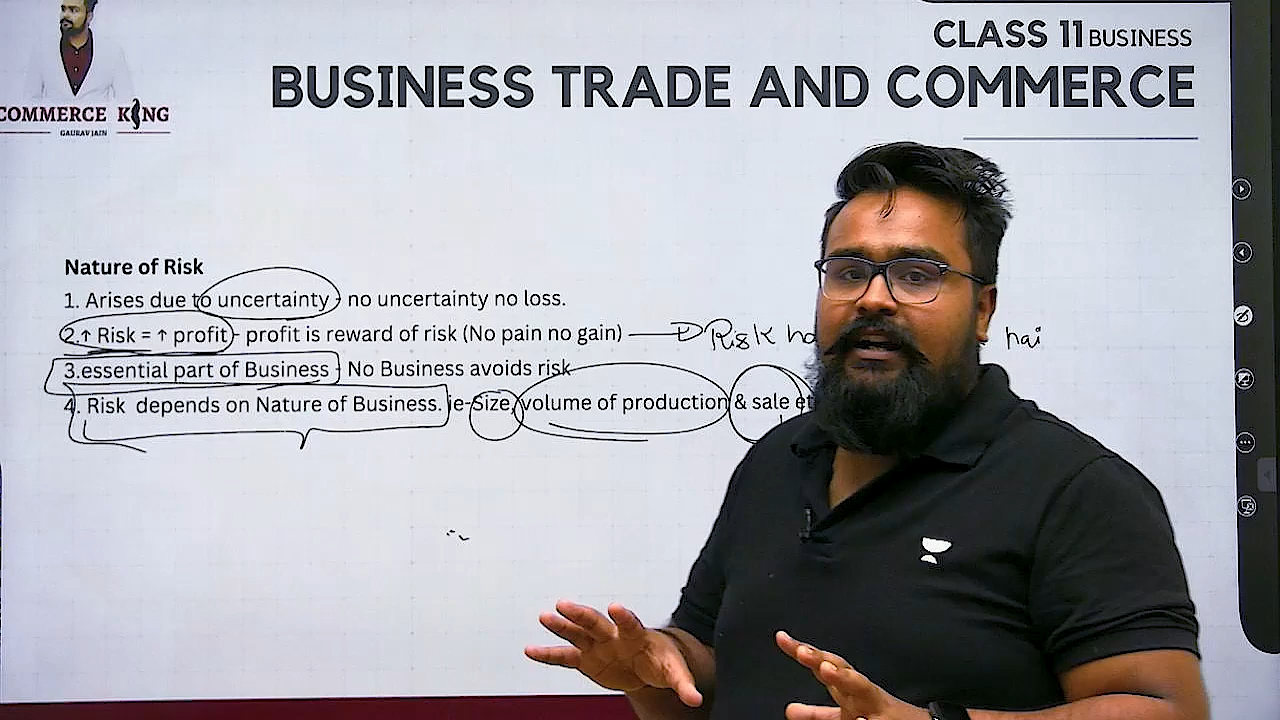 CLASS 11 BUSINESS
BUSINESS TRADE AND COMMERCE
COMMERCE KING
GAURAV JAIN
Nature of Risk
1. Arises due to uncertainty - no uncertainty no loss.
2.↑ Risk = ↑ profit - profit is reward of risk (No pain no gain) Risk hai
3.essential part of Business - No Business avoids risk
4. Risk depends on Nature of Business. ie-Size, volume of production & sale